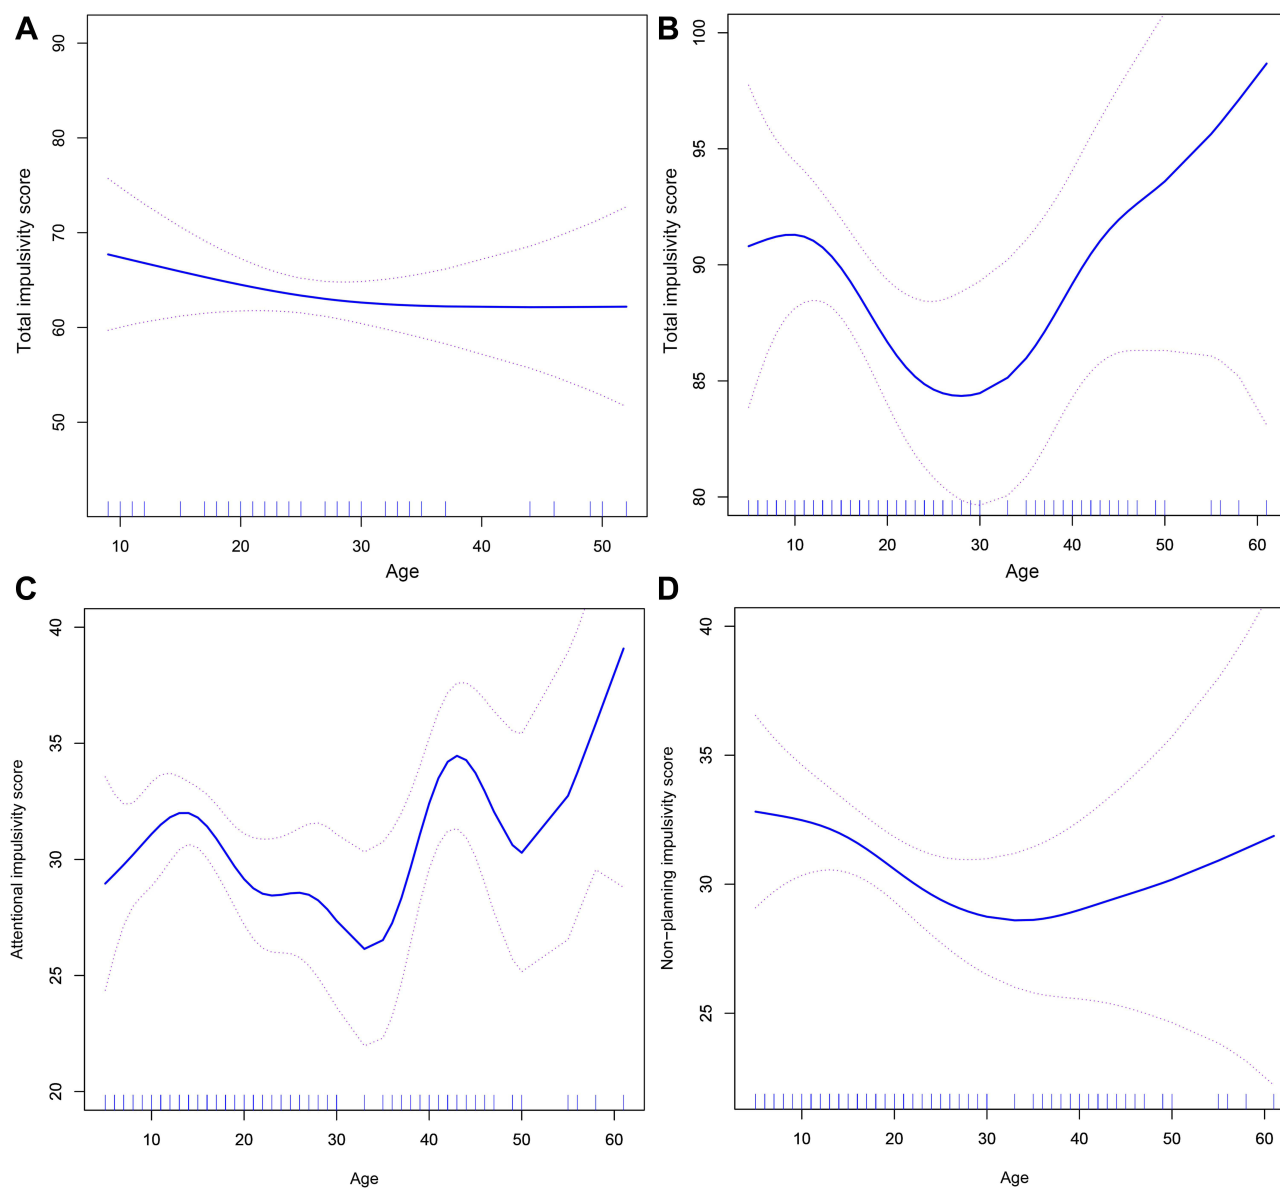 A
Total impulsivity score
90
80
70
60
50
10 20 30 40 50
Age
B
Total impulsivity score
100
95
90
85
80
10 20 30 40 50 60
Age
C
Attentional impulsivity score
40
35
30
25
20
10 20 30 40 50 60
Age
D
Non−planning impulsivity score
40
35
30
25
10 20 30 40 50 60
Age